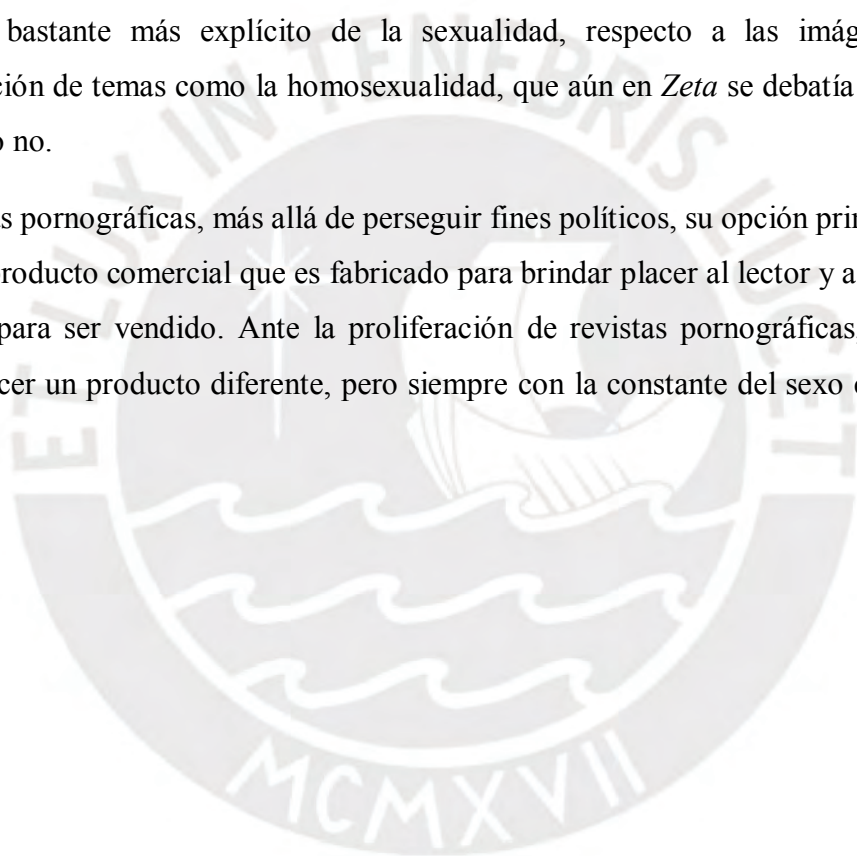 bastante más explícito de la sexualidad, respecto a las imág
ción de temas como la homosexualidad, que aún en Zeta se debatía
o no.
s pornográficas, más allá de perseguir fines políticos, su opción prin
producto comercial que es fabricado para brindar placer al lector y a
para ser vendido. Ante la proliferación de revistas pornográficas,
cer un producto diferente, pero siempre con la constante del sexo
ET LUX IN TENEBRIS LUCET
MCMXVII